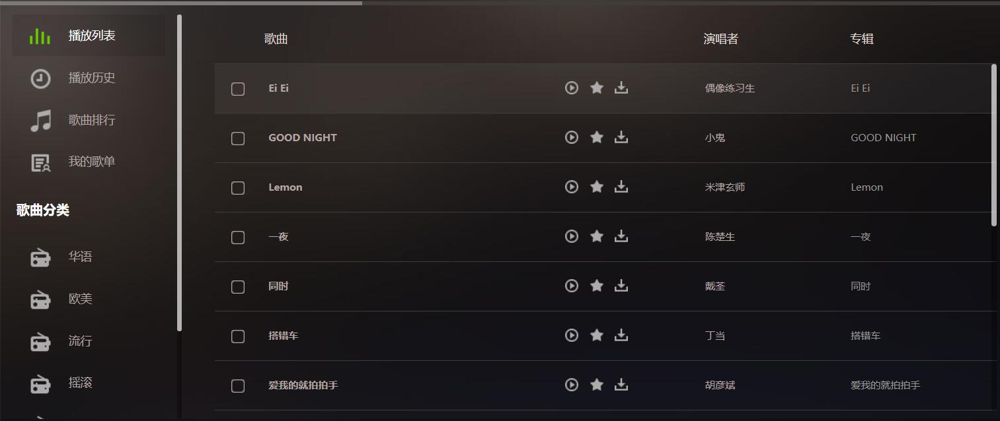 播放列表
播放历史
歌曲排行
我的歌单
歌曲分类
华语
欧美
流行
摇滚
歌曲 演唱者 专辑
Ei Ei 偶像练习生 Ei Ei
GOOD NIGHT 小鬼 GOOD NIGHT
Lemon 米津玄师 Lemon
一夜 陈楚生 一夜
同时 戴荃 同时
搭错车 丁当 搭错车
爱我的就拍拍手 胡彦斌 爱我的就拍拍手